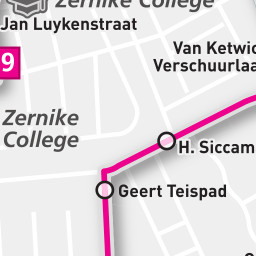 Zernike College
Jan Luykenstraat
Van Ketwic
Verschuurlaa
9
Zernike
College
H. Siccam
Geert Teispad